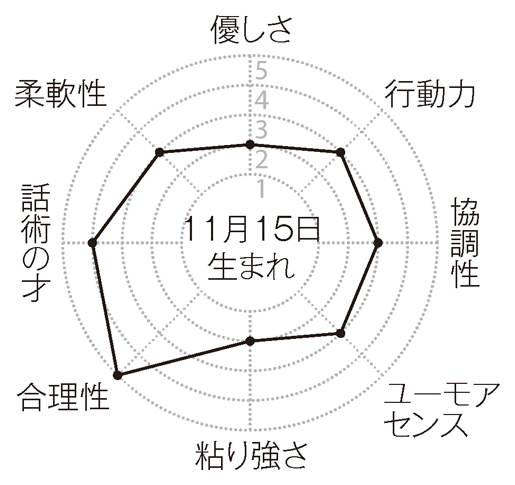 優しさ
行動力
協調性
ユーモア
センス
粘り強さ
合理性
話術の才
柔軟性
5
4
3
2
1
11月15日
生まれ